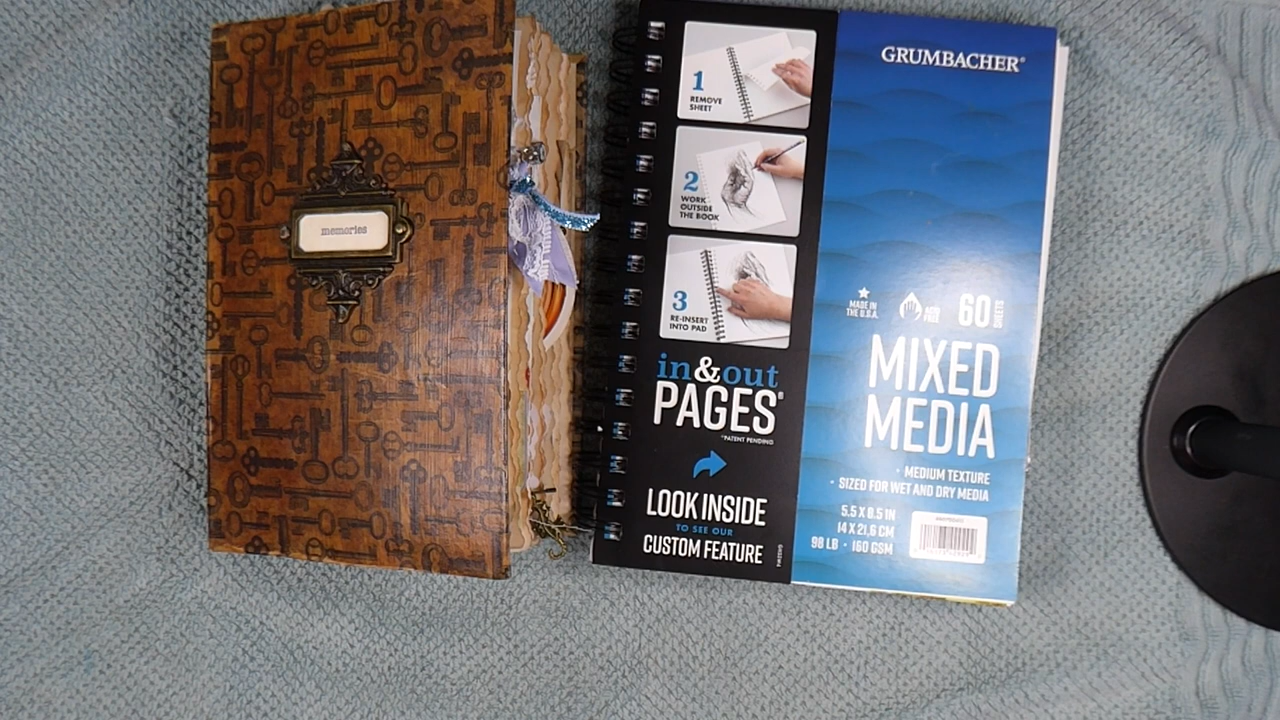 memories
1
REMOVE
SHEET
2
WORK
OUTSIDE
THE BOOK
3
RE-INSERT
INTO PAD
in&out
PAGES®
*PATENT PENDING
LOOK INSIDE
TO SEE OUR
CUSTOM FEATURE
GRUMBACHER®
MADE IN
THE U.S.A.
ACID
FREE
60
SHEETS
MIXED
MEDIA
• MEDIUM TEXTURE
• SIZED FOR WET AND DRY MEDIA
5.5 X 8.5 IN
14 X 21,6 CM
98 LB • 160 GSM